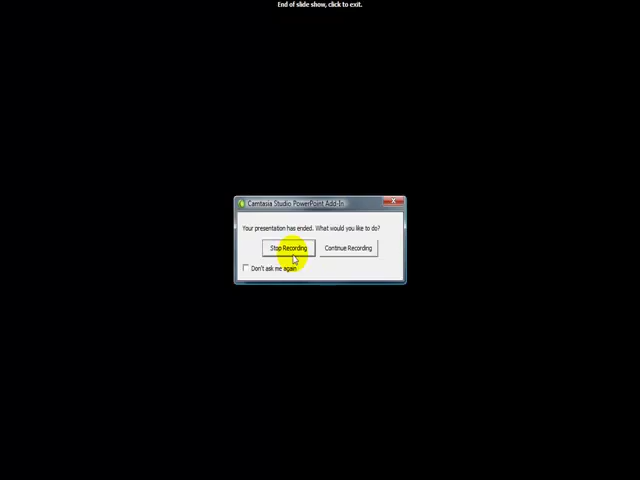 End of slide show, click to exit.
Camtasia Studio PowerPoint Add-In
Your presentation has ended. What would you like to do?
Stop Recording Continue Recording
Don't ask me again